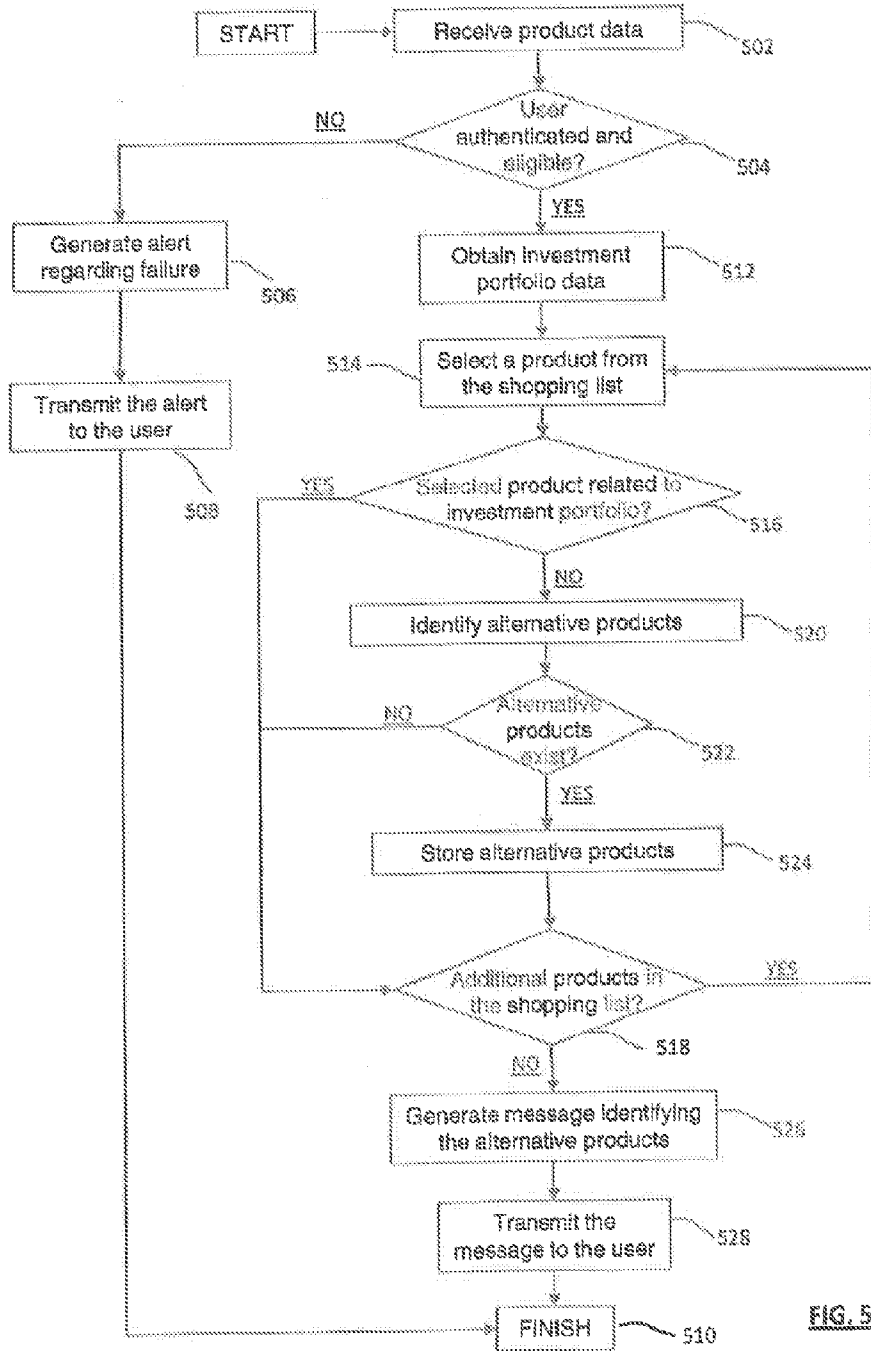 START
Receive product data
502
User
authenticated and
eligible?
504
NO
YES
Generate alert
regarding failure
506
Obtain investment
portfolio data
512
Transmit the alert
to the user
508
514
Select a product from
the shopping list
YES
Selected product related to
investment portfolio?
516
NO
Identify alternative products
520
NO
Alternative
products
exist?
522
YES
Store alternative products
524
Additional products in
the shopping list?
YES
518
NO
Generate message identifying
the alternative products
526
Transmit the
message to the user
528
FINISH
510
FIG. 5